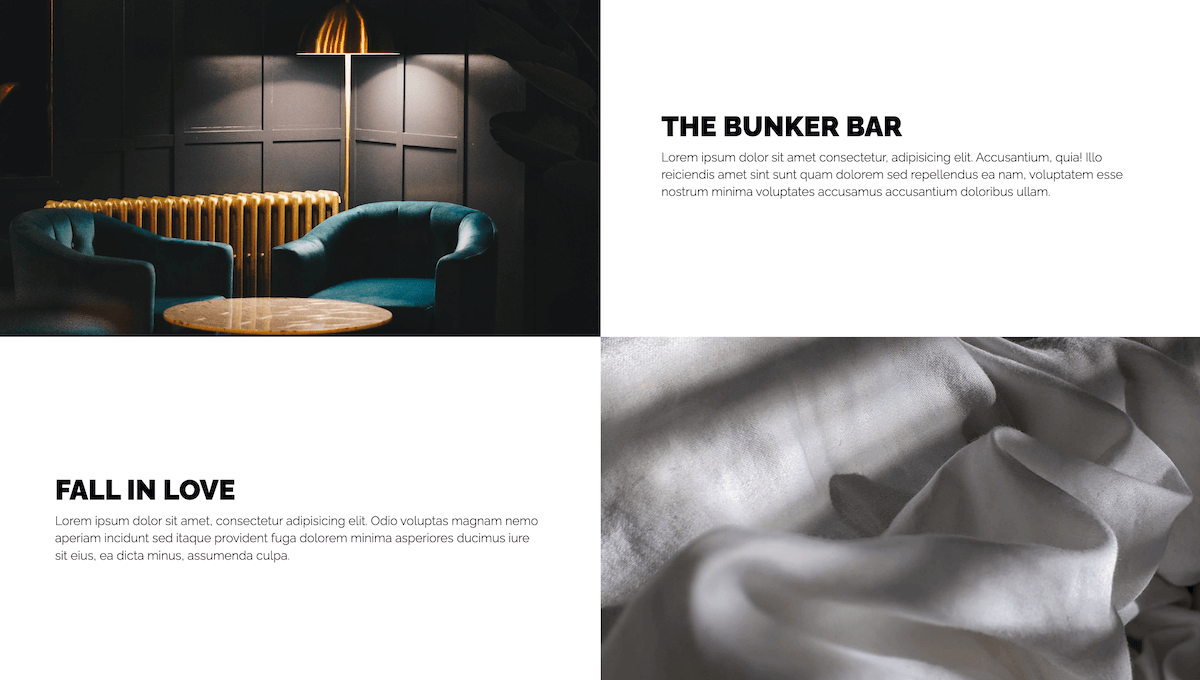 THE BUNKER BAR
Lorem ipsum dolor sit amet consectetur, adipisicing elit. Accusantium, quia! Illo
reiciendis amet sint sunt quam dolorem sed repellendus ea nam, voluptatem esse
nostrum minima voluptates accusamus accusantium doloribus ullam.
FALL IN LOVE
Lorem ipsum dolor sit amet, consectetur adipisicing elit. Odio voluptas magnam nemo
aperiam incidunt sed itaque provident fuga dolorem minima asperiores ducimus iure
sit eius, ea dicta minus, assumenda culpa.